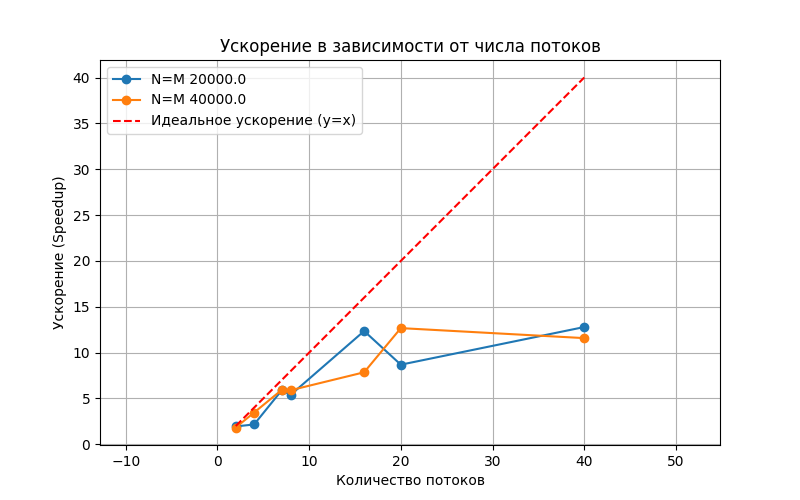 Ускорение в зависимости от числа потоков
N=M 20000.0
N=M 40000.0
Идеальное ускорение (y=x)
40
35
30
25
20
15
10
5
0
Ускорение (Speedup)
−10
0
10
20
30
40
50
Количество потоков